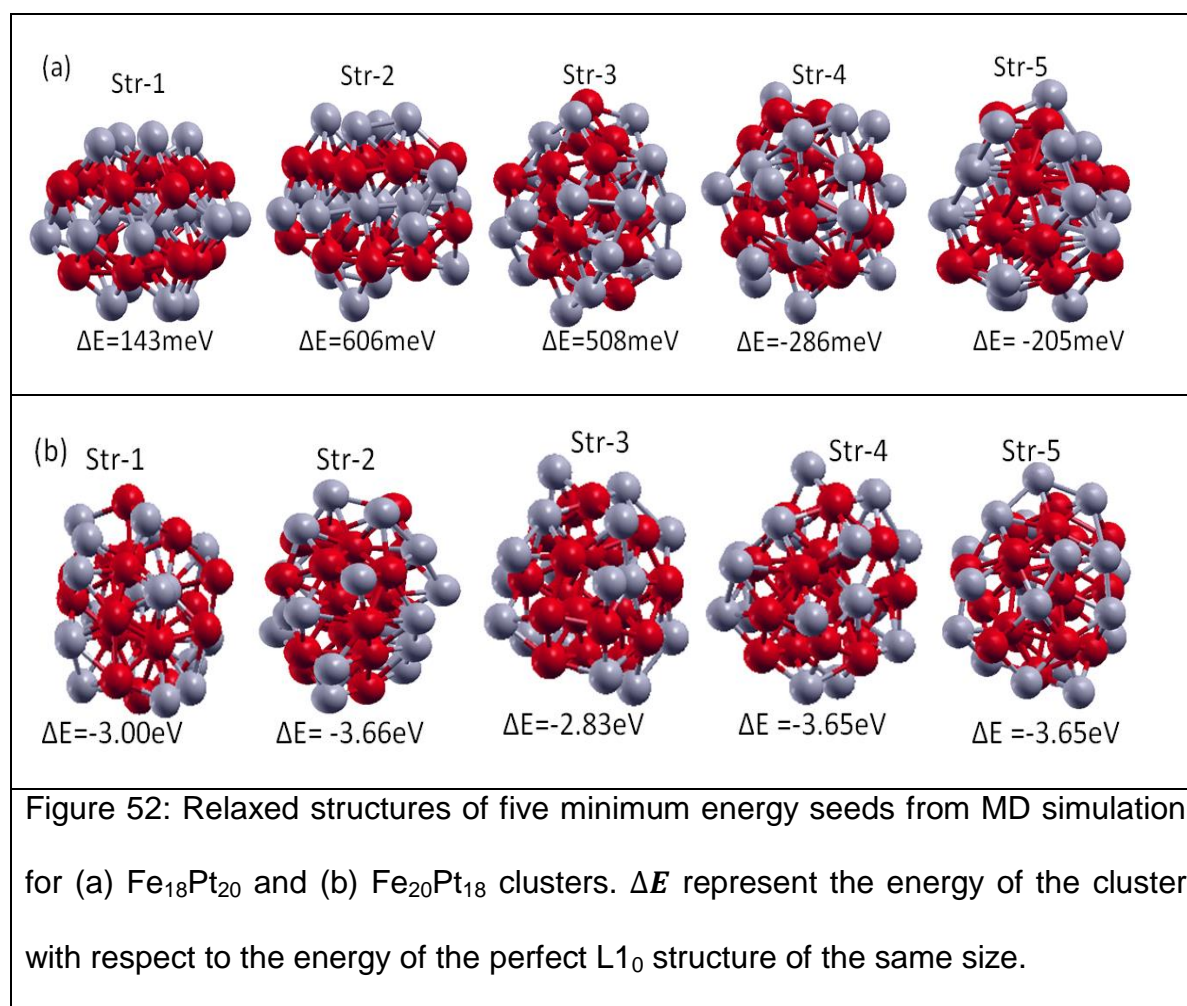 (a)
Str-1 Str-2 Str-3 Str-4 Str-5
ΔE=143meV ΔE=606meV ΔE=508meV ΔE=-286meV ΔE= -205meV
(b)
Str-1 Str-2 Str-3 Str-4 Str-5
ΔE=-3.00eV ΔE= -3.66eV ΔE=-2.83eV ΔE =-3.65eV ΔE =-3.65eV
Figure 52: Relaxed structures of five minimum energy seeds from MD simulation
for (a) Fe₁₈Pt₂₀ and (b) Fe₂₀Pt₁₈ clusters. ΔE represent the energy of the cluster
with respect to the energy of the perfect L1₀ structure of the same size.